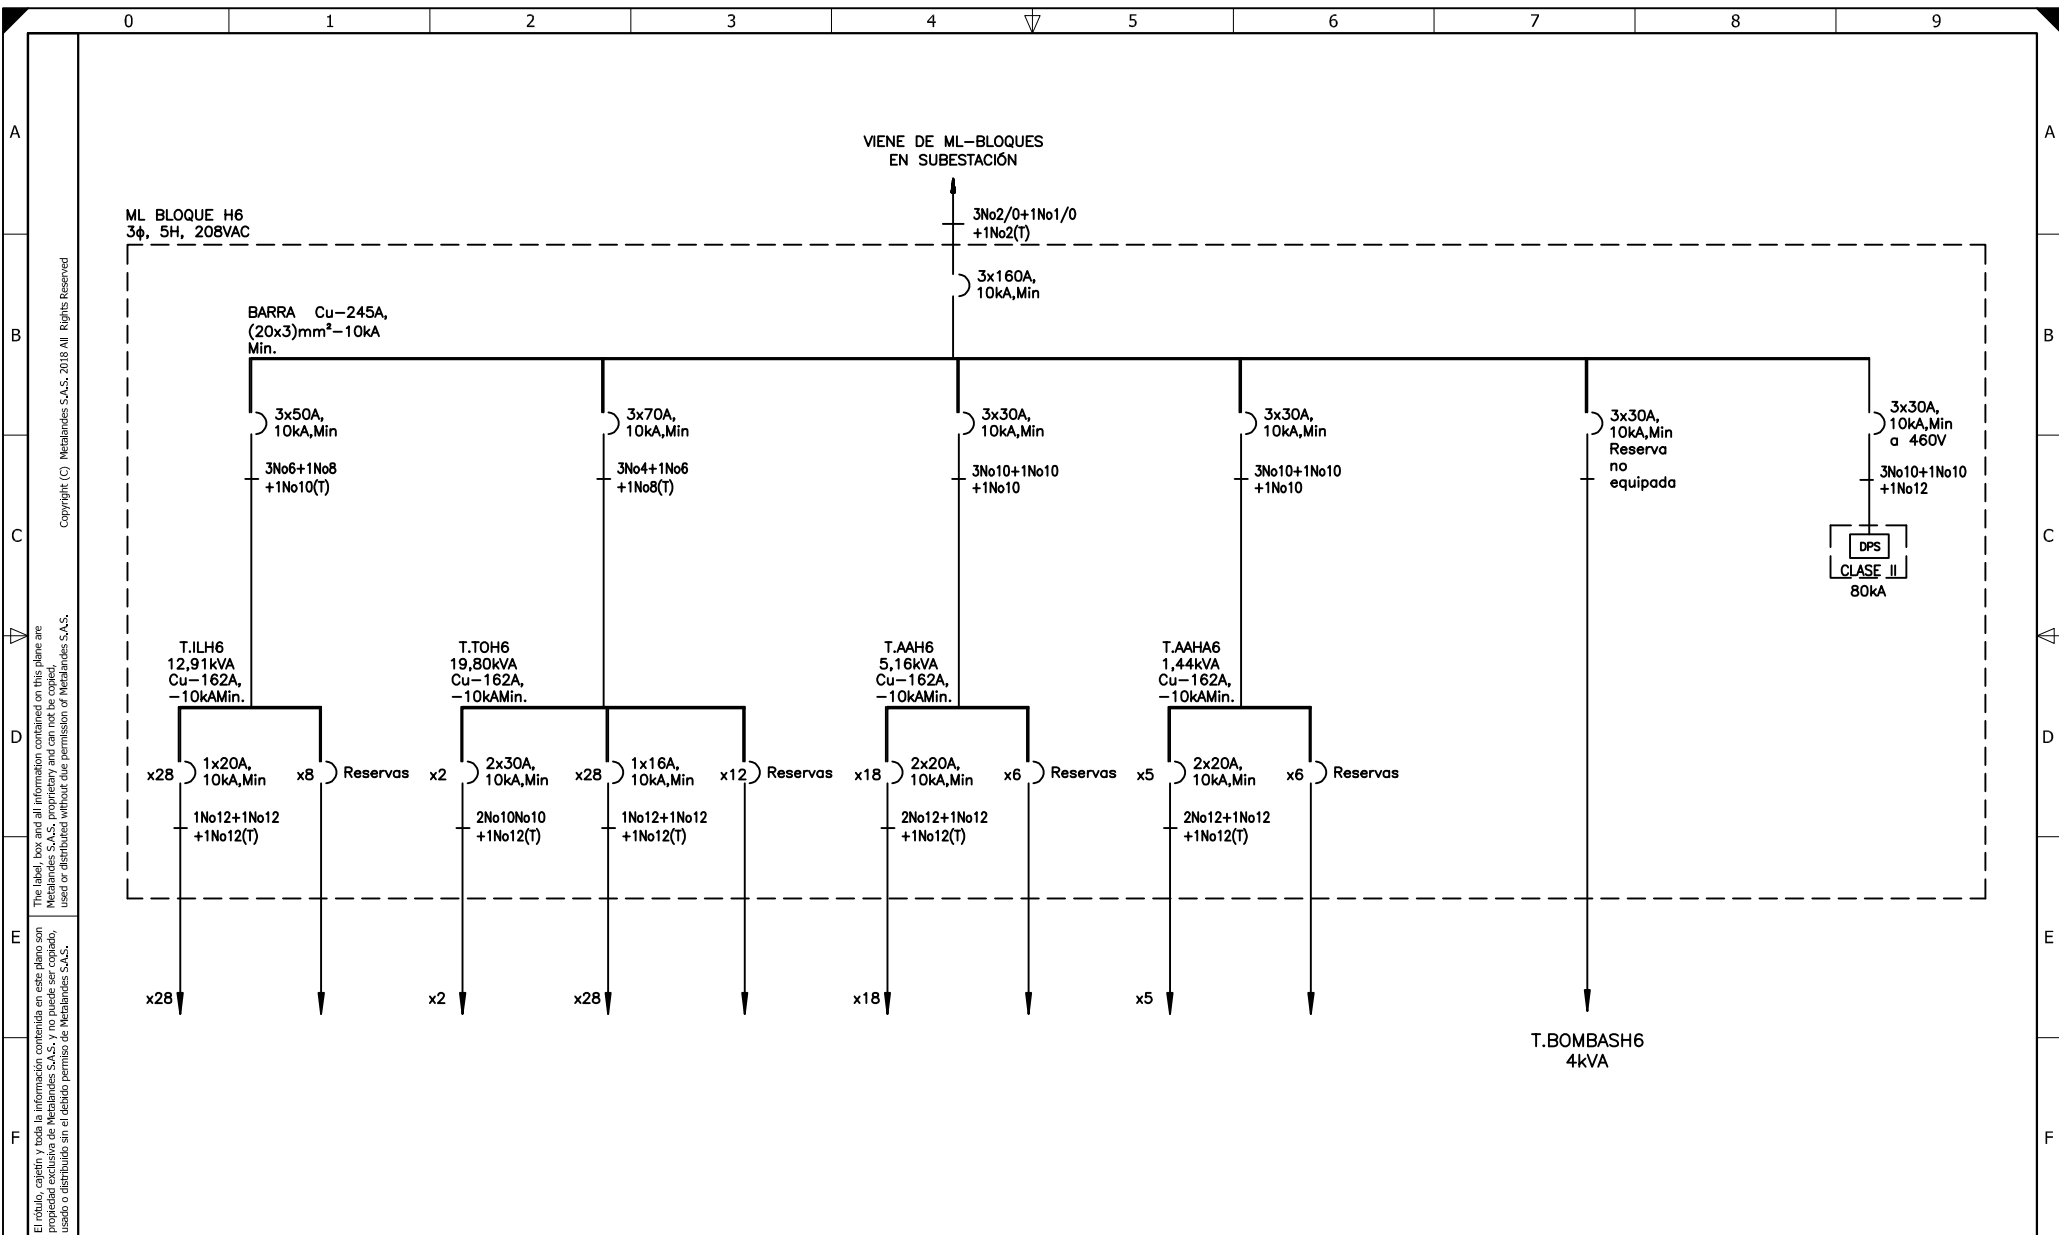 0 1 2 3 4 5 6 7 8 9
A A
VIENE DE ML-BLOQUES
EN SUBESTACIÓN
ML BLOQUE H6
3ϕ, 5H, 208VAC
3No2/0+1No1/0
+1No2(T)
3x160A,
10kA,Min
B B
BARRA Cu-245A,
(20x3)mm²-10kA
Min.
3x50A,
10kA,Min
3x70A,
10kA,Min
3x30A,
10kA,Min
3x30A,
10kA,Min
3x30A,
10kA,Min
Reserva
no
equipada
3x30A,
10kA,Min
a 460V
3No6+1No8
+1No10(T)
3No4+1No6
+1No8(T)
3No10+1No10
+1No10
3No10+1No10
+1No10
3No10+1No10
+1No12
C C
DPS
CLASE II
80kA
T.ILH6
12,91kVA
Cu-162A,
-10kAMin.
T.TOH6
19,80kVA
Cu-162A,
-10kAMin.
T.AAH6
5,16kVA
Cu-162A,
-10kAMin.
T.AAHA6
1,44kVA
Cu-162A,
-10kAMin.
D D
x28 1x20A,
10kA,Min
x8 Reservas
x2 2x30A,
10kA,Min
x28 1x16A,
10kA,Min
x12 Reservas
x18 2x20A,
10kA,Min
x6 Reservas
x5 2x20A,
10kA,Min
x6 Reservas
1No12+1No12
+1No12(T)
2No10No10
+1No12(T)
1No12+1No12
+1No12(T)
2No12+1No12
+1No12(T)
2No12+1No12
+1No12(T)
E E
x28 x2 x28 x18 x5
T.BOMBASH6
4kVA
F F
Copyright (C) Metalandes S.A.S. 2018 All Rights Reserved
The label, box and all information contained on this plane are
Metalandes S.A.S. proprietary and can not be copied,
used or distributed without due permission of Metalandes S.A.S.
El rótulo, cajetín y toda la información contenida en este plano son
propiedad exclusiva de Metalandes S.A.S. y no puede ser copiado,
usado o distribuido sin el debido permiso de Metalandes S.A.S.